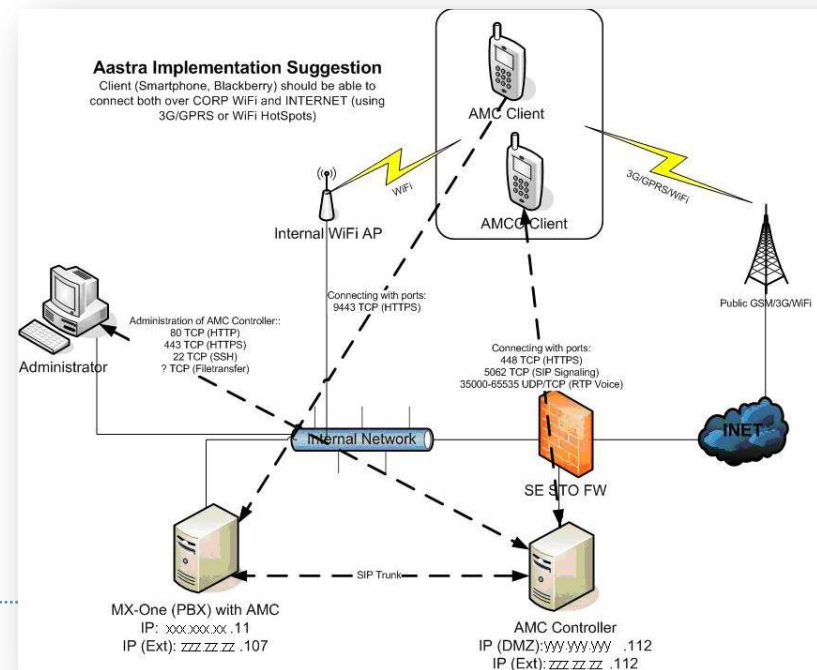 Aastra Implementation Suggestion
Client (Smartphone, Blackberry) should be able to
connect both over CORP WiFi and INTERNET (using
3G/GPRS or WiFi HotSpots)
AMC Client
AMCC Client
WiFi
3G/GPRS/WiFi
Internal WiFi AP
Public GSM/3G/WiFi
Connecting with ports:
9443 TCP (HTTPS)
Administration of AMC Controller::
80 TCP (HTTP)
443 TCP (HTTPS)
22 TCP (SSH)
? TCP (Filetransfer)
Administrator
Connecting with ports:
448 TCP (HTTPS)
5062 TCP (SIP Signaling)
35000-65535 UDP/TCP (RTP Voice)
Internal Network
INET
SE STO FW
SIP Trunk
MX-One (PBX) with AMC
IP: xxx.xxx.xx .11
IP (Ext): zzz.zz.zz .107
AMC Controller
IP (DMZ):yyy.yyy.yyy .112
IP (Ext): zzz.zz.zz .112